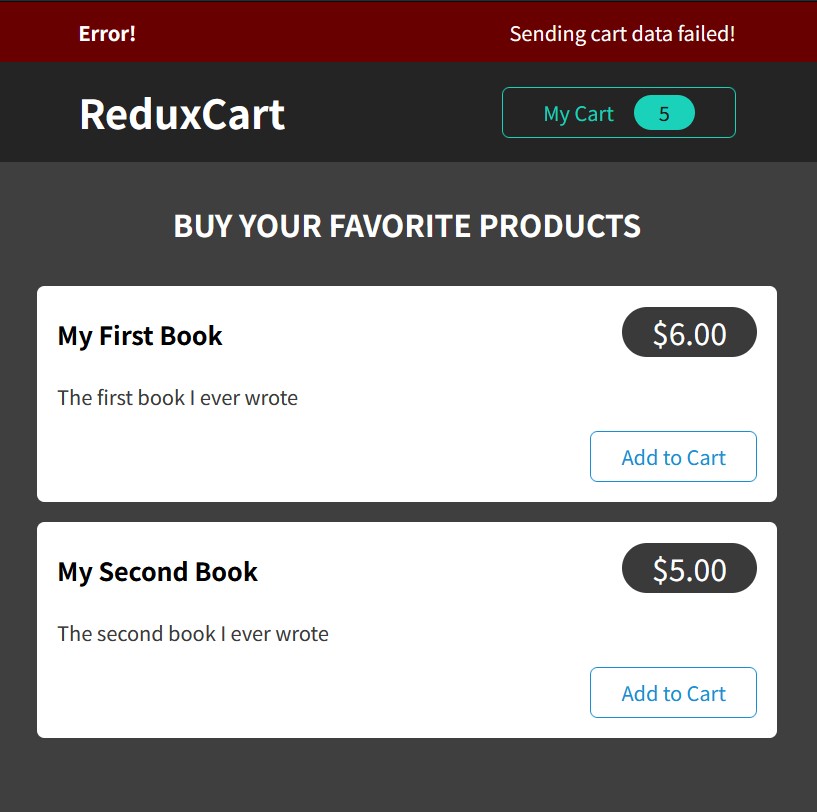 Error! Sending cart data failed!
ReduxCart My Cart 5
BUY YOUR FAVORITE PRODUCTS
My First Book $6.00
The first book I ever wrote
Add to Cart
My Second Book $5.00
The second book I ever wrote
Add to Cart